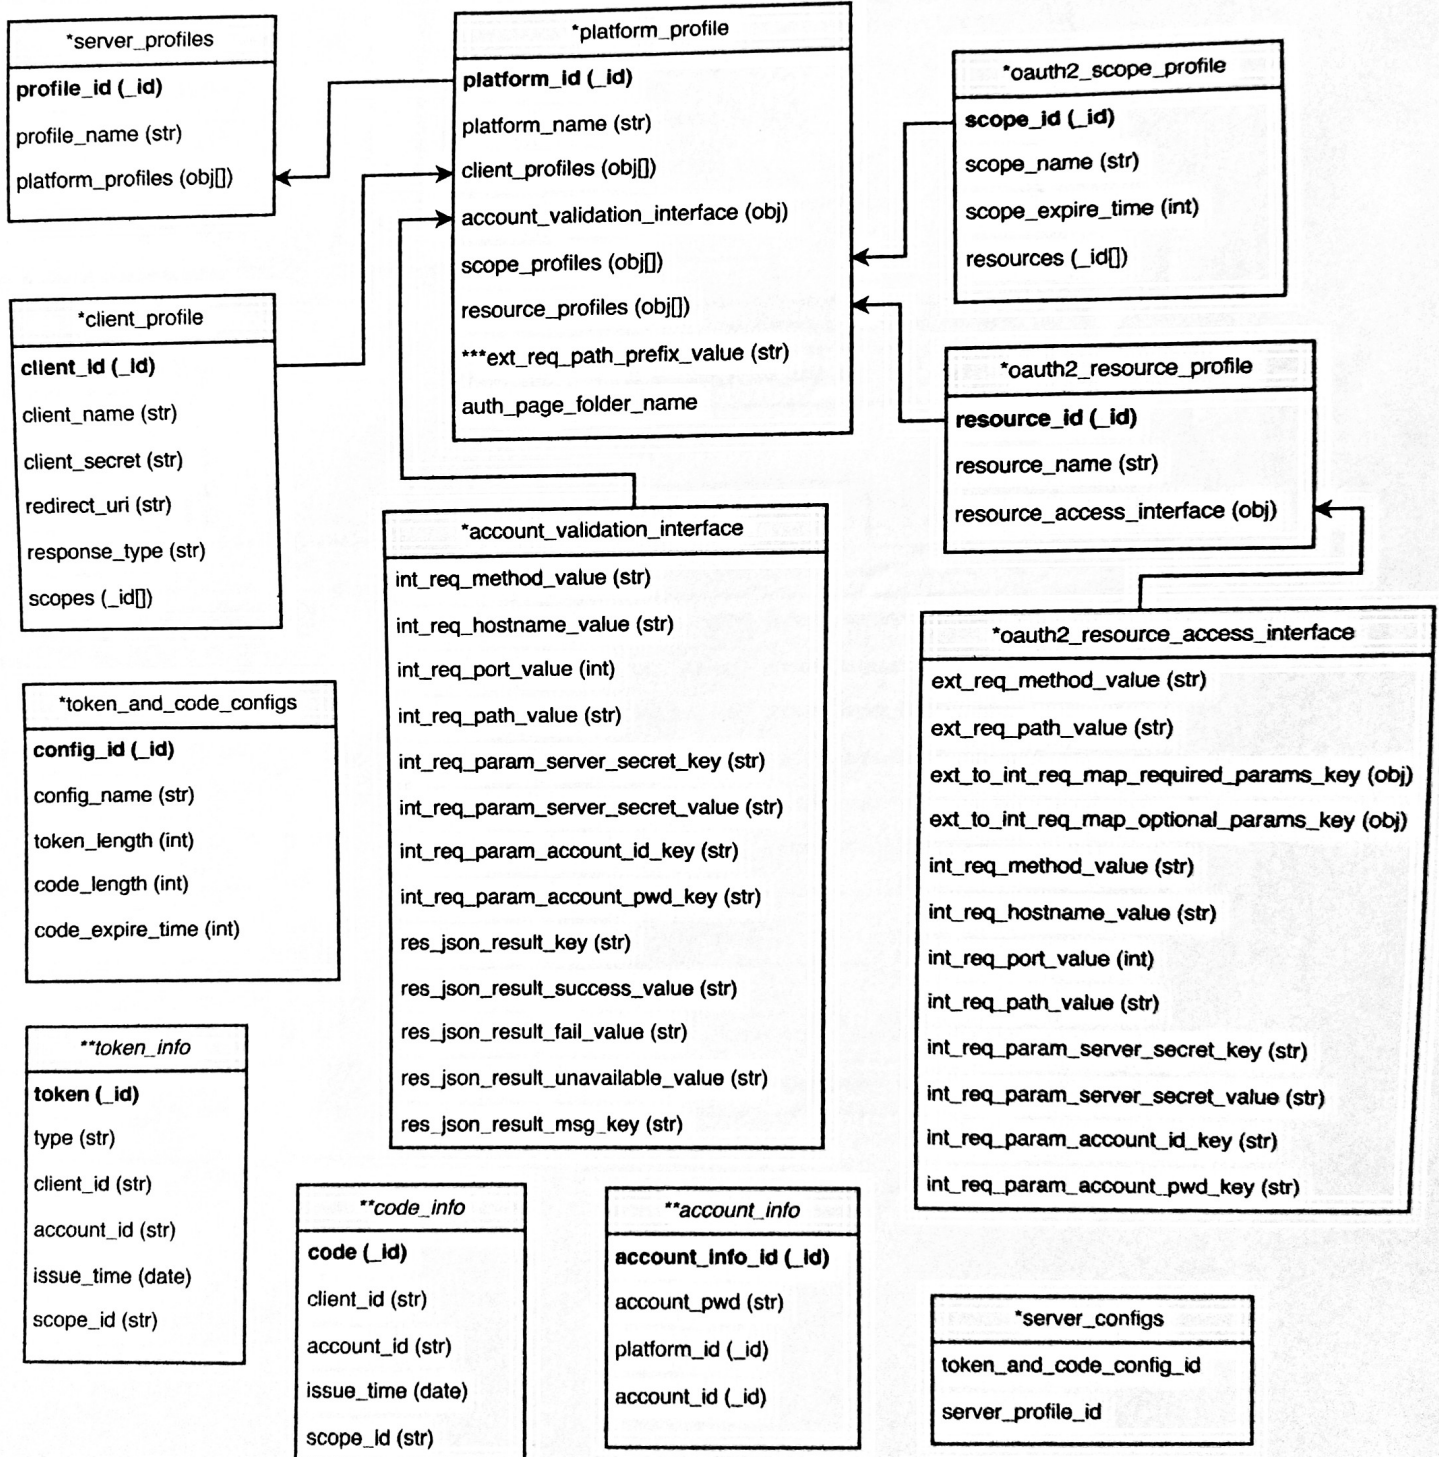 *server_profiles
profile_id (_id)
profile_name (str)
platform_profiles (obj[])
*platform_profile
platform_id (_id)
platform_name (str)
client_profiles (obj[])
account_validation_interface (obj)
scope_profiles (obj[])
resource_profiles (obj[])
***ext_req_path_prefix_value (str)
auth_page_folder_name
*oauth2_scope_profile
scope_id (_id)
scope_name (str)
scope_expire_time (int)
resources (_id[])
*client_profile
client_id (_id)
client_name (str)
client_secret (str)
redirect_uri (str)
response_type (str)
scopes (_id[])
*oauth2_resource_profile
resource_id (_id)
resource_name (str)
resource_access_interface (obj)
*account_validation_interface
int_req_method_value (str)
int_req_hostname_value (str)
int_req_port_value (int)
int_req_path_value (str)
int_req_param_server_secret_key (str)
int_req_param_server_secret_value (str)
int_req_param_account_id_key (str)
int_req_param_account_pwd_key (str)
res_json_result_key (str)
res_json_result_success_value (str)
res_json_result_fail_value (str)
res_json_result_unavailable_value (str)
res_json_result_msg_key (str)
*oauth2_resource_access_interface
ext_req_method_value (str)
ext_req_path_value (str)
ext_to_int_req_map_required_params_key (obj)
ext_to_int_req_map_optional_params_key (obj)
int_req_method_value (str)
int_req_hostname_value (str)
int_req_port_value (int)
int_req_path_value (str)
int_req_param_server_secret_key (str)
int_req_param_server_secret_value (str)
int_req_param_account_id_key (str)
int_req_param_account_pwd_key (str)
*token_and_code_configs
config_id (_id)
config_name (str)
token_length (int)
code_length (int)
code_expire_time (int)
**token_info
token (_id)
type (str)
client_id (str)
account_id (str)
issue_time (date)
scope_id (str)
**code_info
code (_id)
client_id (str)
account_id (str)
issue_time (date)
scope_id (str)
**account_info
account_info_id (_id)
account_pwd (str)
platform_id (_id)
account_id (_id)
*server_configs
token_and_code_config_id
server_profile_id